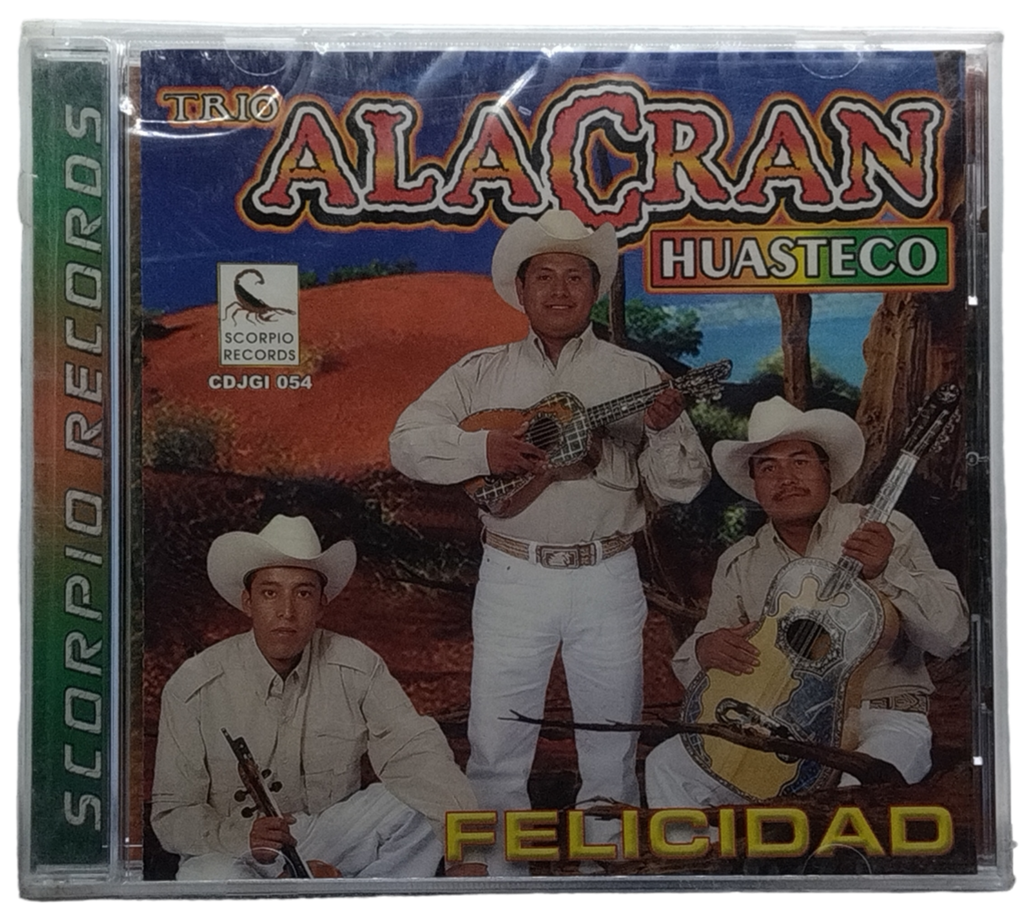 SCORPIO RECORDS
TRIO
ALACRAN
HUASTECO
SCORPIO
RECORDS
CDJGI 054
FELICIDAD